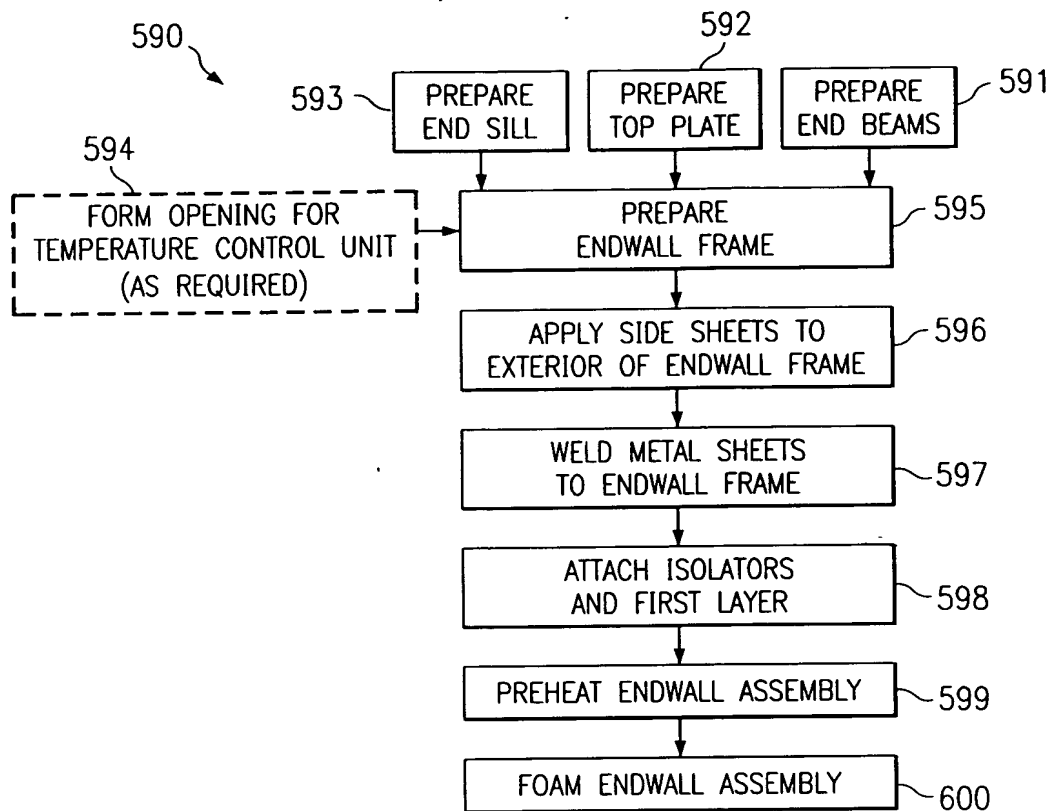 590
593
PREPARE
END SILL
592
PREPARE
TOP PLATE
591
PREPARE
END BEAMS
594
FORM OPENING FOR
TEMPERATURE CONTROL UNIT
(AS REQUIRED)
PREPARE
ENDWALL FRAME
595
APPLY SIDE SHEETS TO
EXTERIOR OF ENDWALL FRAME
596
WELD METAL SHEETS
TO ENDWALL FRAME
597
ATTACH ISOLATORS
AND FIRST LAYER
598
PREHEAT ENDWALL ASSEMBLY
599
FOAM ENDWALL ASSEMBLY
600